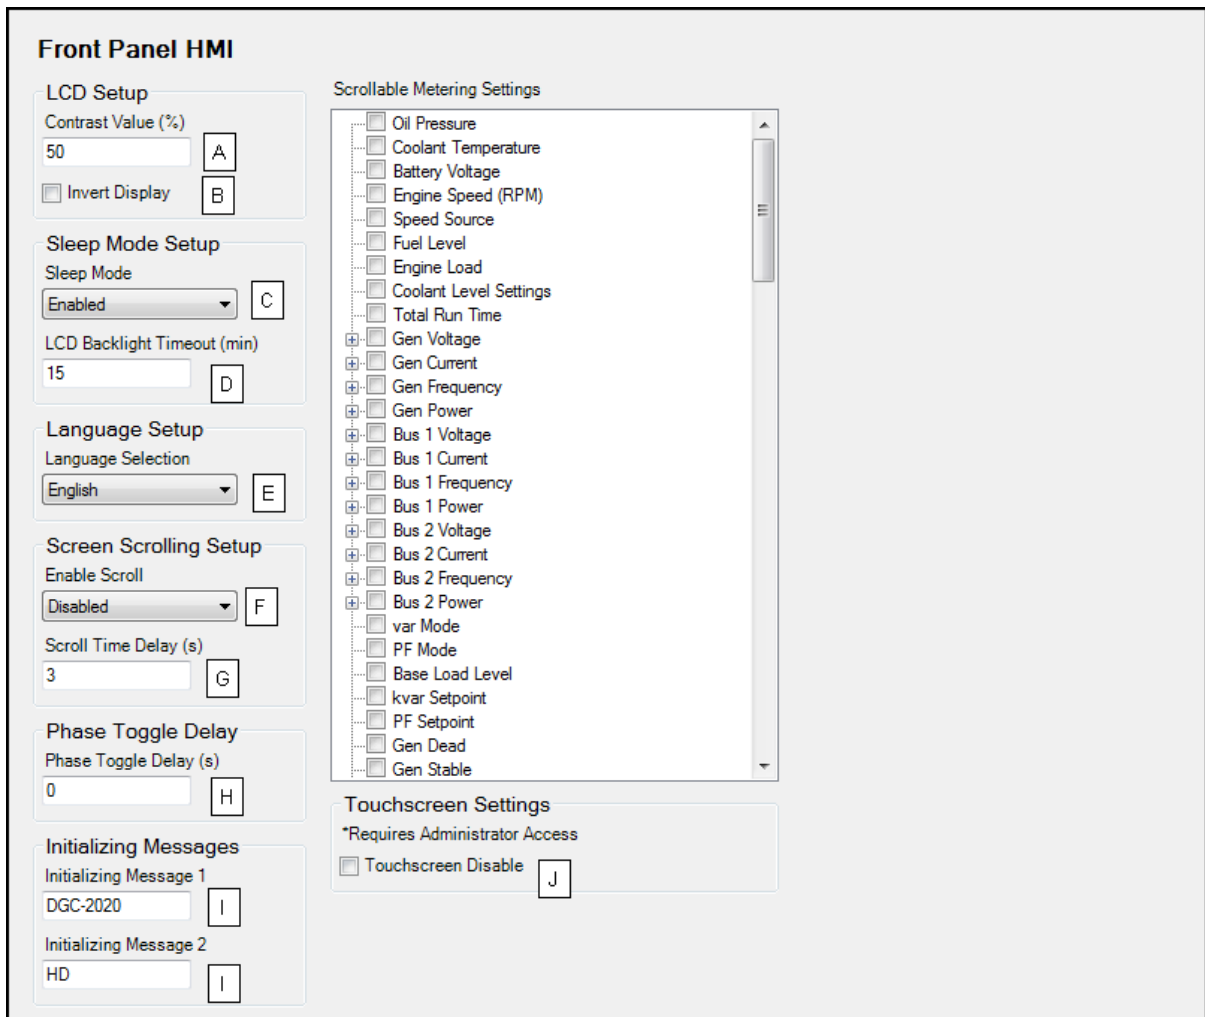 Front Panel HMI
LCD Setup
Contrast Value (%)
50
A
Invert Display
B
Sleep Mode Setup
Sleep Mode
Enabled
C
LCD Backlight Timeout (min)
15
D
Language Setup
Language Selection
English
E
Screen Scrolling Setup
Enable Scroll
Disabled
F
Scroll Time Delay (s)
3
G
Phase Toggle Delay
Phase Toggle Delay (s)
0
H
Initializing Messages
Initializing Message 1
DGC-2020
I
Initializing Message 2
HD
I
Scrollable Metering Settings
Oil Pressure
Coolant Temperature
Battery Voltage
Engine Speed (RPM)
Speed Source
Fuel Level
Engine Load
Coolant Level Settings
Total Run Time
Gen Voltage
Gen Current
Gen Frequency
Gen Power
Bus 1 Voltage
Bus 1 Current
Bus 1 Frequency
Bus 1 Power
Bus 2 Voltage
Bus 2 Current
Bus 2 Frequency
Bus 2 Power
var Mode
PF Mode
Base Load Level
kvar Setpoint
PF Setpoint
Gen Dead
Gen Stable
Touchscreen Settings
*Requires Administrator Access
Touchscreen Disable
J